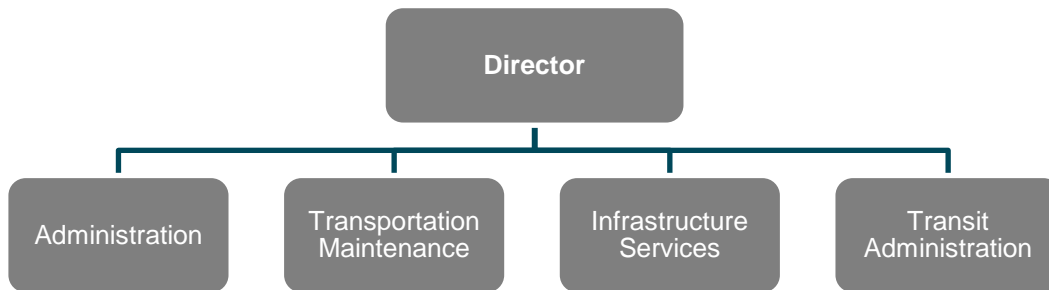 Director
Administration
Transportation
Maintenance
Infrastructure
Services
Transit
Administration